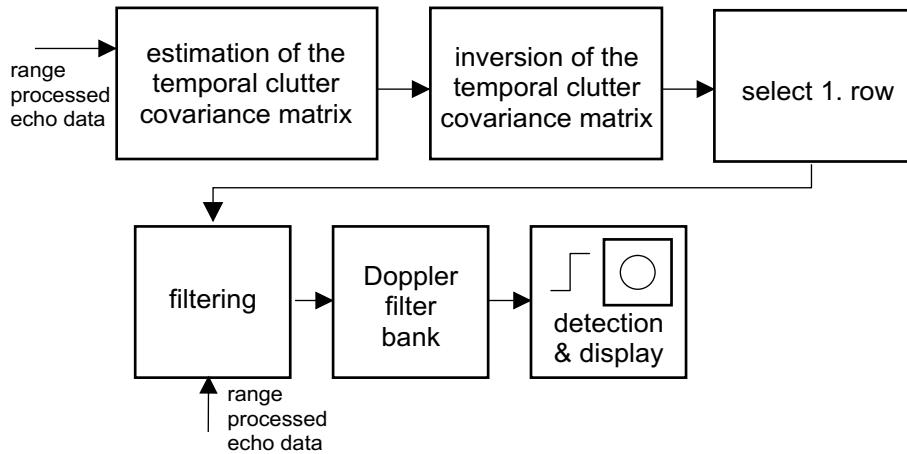 range
processed
echo data
estimation of the
temporal clutter
covariance matrix
inversion of the
temporal clutter
covariance matrix
select 1. row
filtering
range
processed
echo data
Doppler
filter
bank
detection
& display